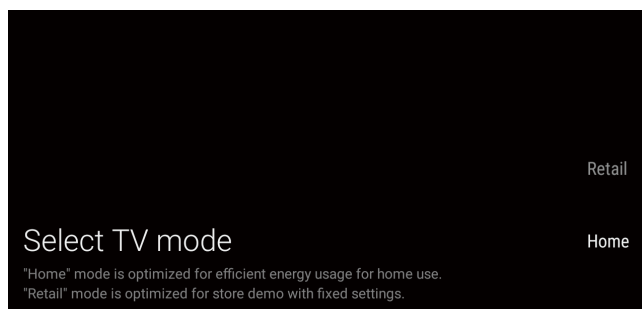 Retail
Select TV mode
Home
"Home" mode is optimized for efficient energy usage for home use.
"Retail" mode is optimized for store demo with fixed settings.